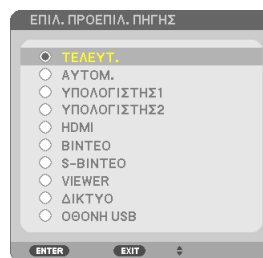 ΕΠΙΛ. ΠΡΟΕΠΙΛ. ΠΗΓΗΣ
ΤΕΛΕΥΤ.
ΑΥΤΟΜ.
ΥΠΟΛΟΓΙΣΤΗΣ1
ΥΠΟΛΟΓΙΣΤΗΣ2
HDMI
ΒΙΝΤΕΟ
S-ΒΙΝΤΕΟ
VIEWER
ΔΙΚΤΥΟ
ΟΘΟΝΗ USB
ENTER EXIT